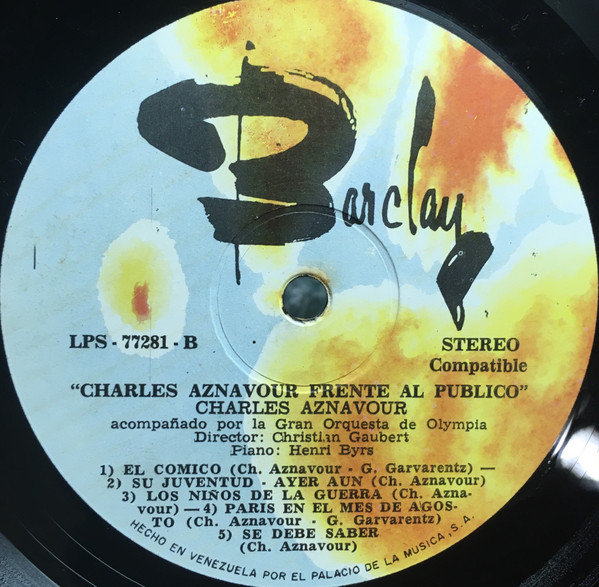 Barclay
LPS - 77281 - B
STEREO
Compatible
"CHARLES AZNAVOUR FRENTE AL PUBLICO"
CHARLES AZNAVOUR
acompañado por la Gran Orquesta de Olympia
Director: Christian Gaubert
Piano: Henri Byrs
1) EL COMICO (Ch. Aznavour - G. Garvarentz) —
2) SU JUVENTUD - AYER AUN (Ch. Aznavour)
3) LOS NIÑOS DE LA GUERRA (Ch. Azna-
vour) — 4) PARIS EN EL MES DE AGOS-
TO (Ch. Aznavour - G. Garvarentz)
5) SE DEBE SABER
(Ch. Aznavour)
HECHO EN VENEZUELA POR EL PALACIO DE LA MUSICA, S.A.